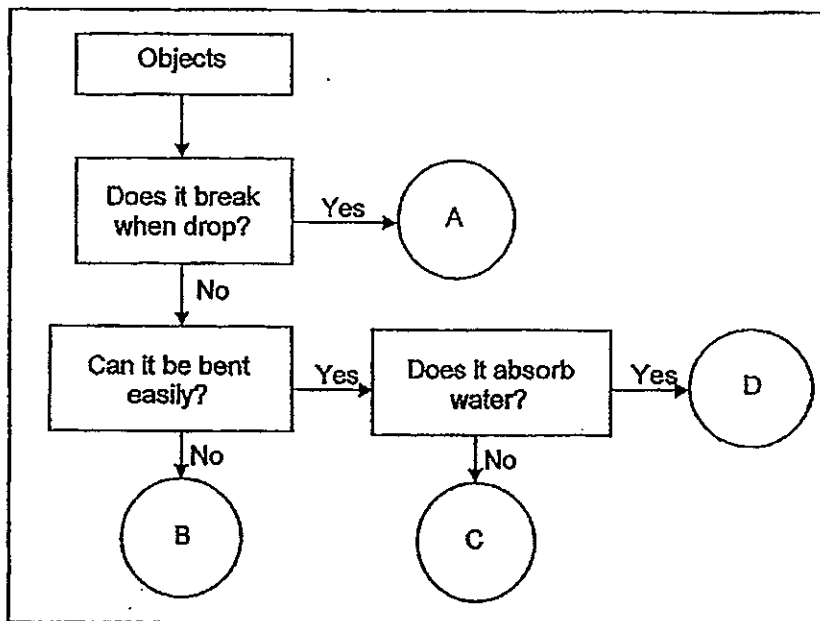 Objects
Does it break
when drop?
Yes
A
No
Can it be bent
easily?
Yes
Does it absorb
water?
Yes
D
No
B
No
C